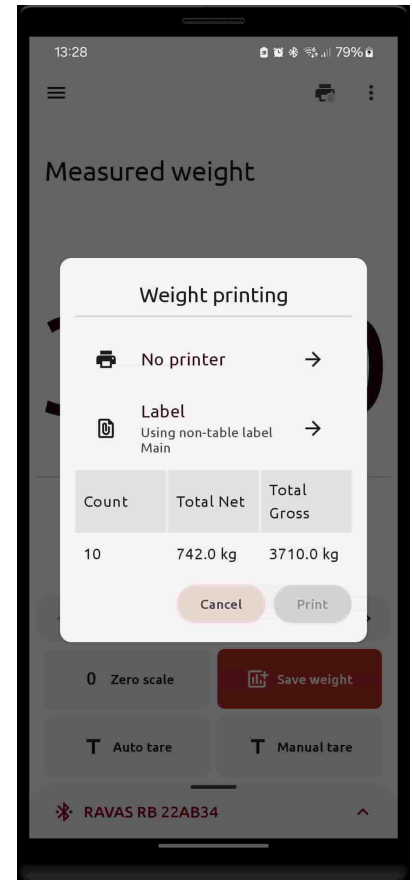 13:28
79%
Measured weight
Weight printing
No printer
Label
Using non-table label
Main
Count
Total Net
Total
Gross
10
742.0 kg
3710.0 kg
Cancel
Print
0 Zero scale
Save weight
T Auto tare
T Manual tare
RAVAS RB 22AB34